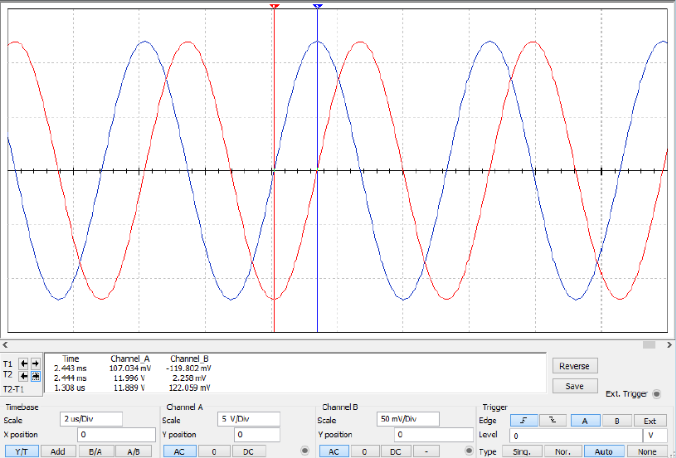 Time Channel_A Channel_B
T1 2.443 ms 107.034 mV -119.802 mV
T2 2.444 ms 11.996 V 2.258 mV
T2-T1 1.308 us 11.889 V 122.059 mV
Reverse
Save
Ext. Trigger
Timebase
Scale 2 us/Div
X position 0
Y/T Add B/A A/B
Channel A
Scale 5 V/Div
Y position 0
AC 0 DC
Channel B
Scale 50 mV/Div
Y position 0
AC 0 DC -
Trigger
Edge A B Ext
Level 0 V
Type Sing. Nor. Auto None